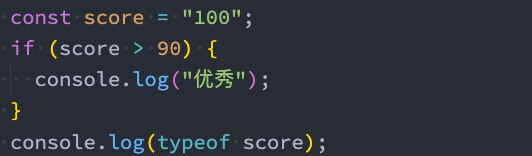 const score = "100";
if (score > 90) {
  console.log("优秀");
}
console.log(typeof score);